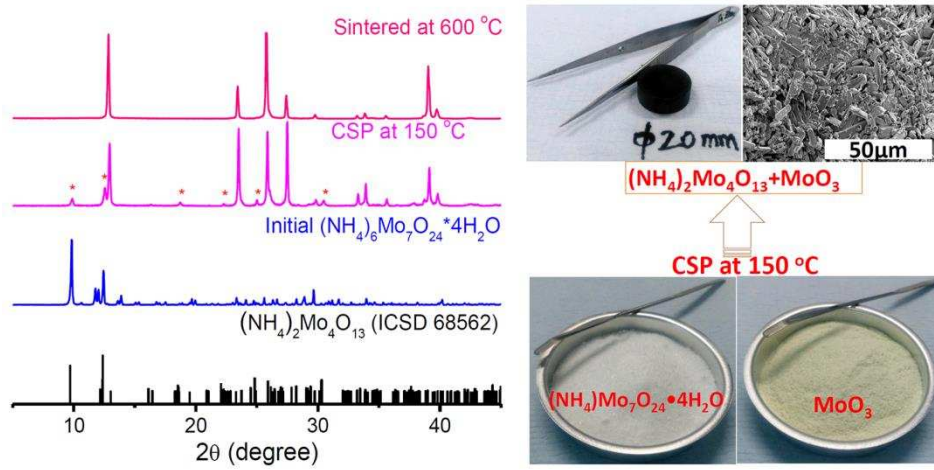 Sintered at 600 °C
CSP at 150 °C
* * * * * *
Initial (NH₄)₆Mo₇O₂₄*4H₂O
(NH₄)₂Mo₄O₁₃ (ICSD 68562)
10 20 30 40
2θ (degree)
ϕ20mm
50μm
(NH₄)₂Mo₄O₁₃+MoO₃
CSP at 150 °C
(NH₄)Mo₇O₂₄•4H₂O
MoO₃